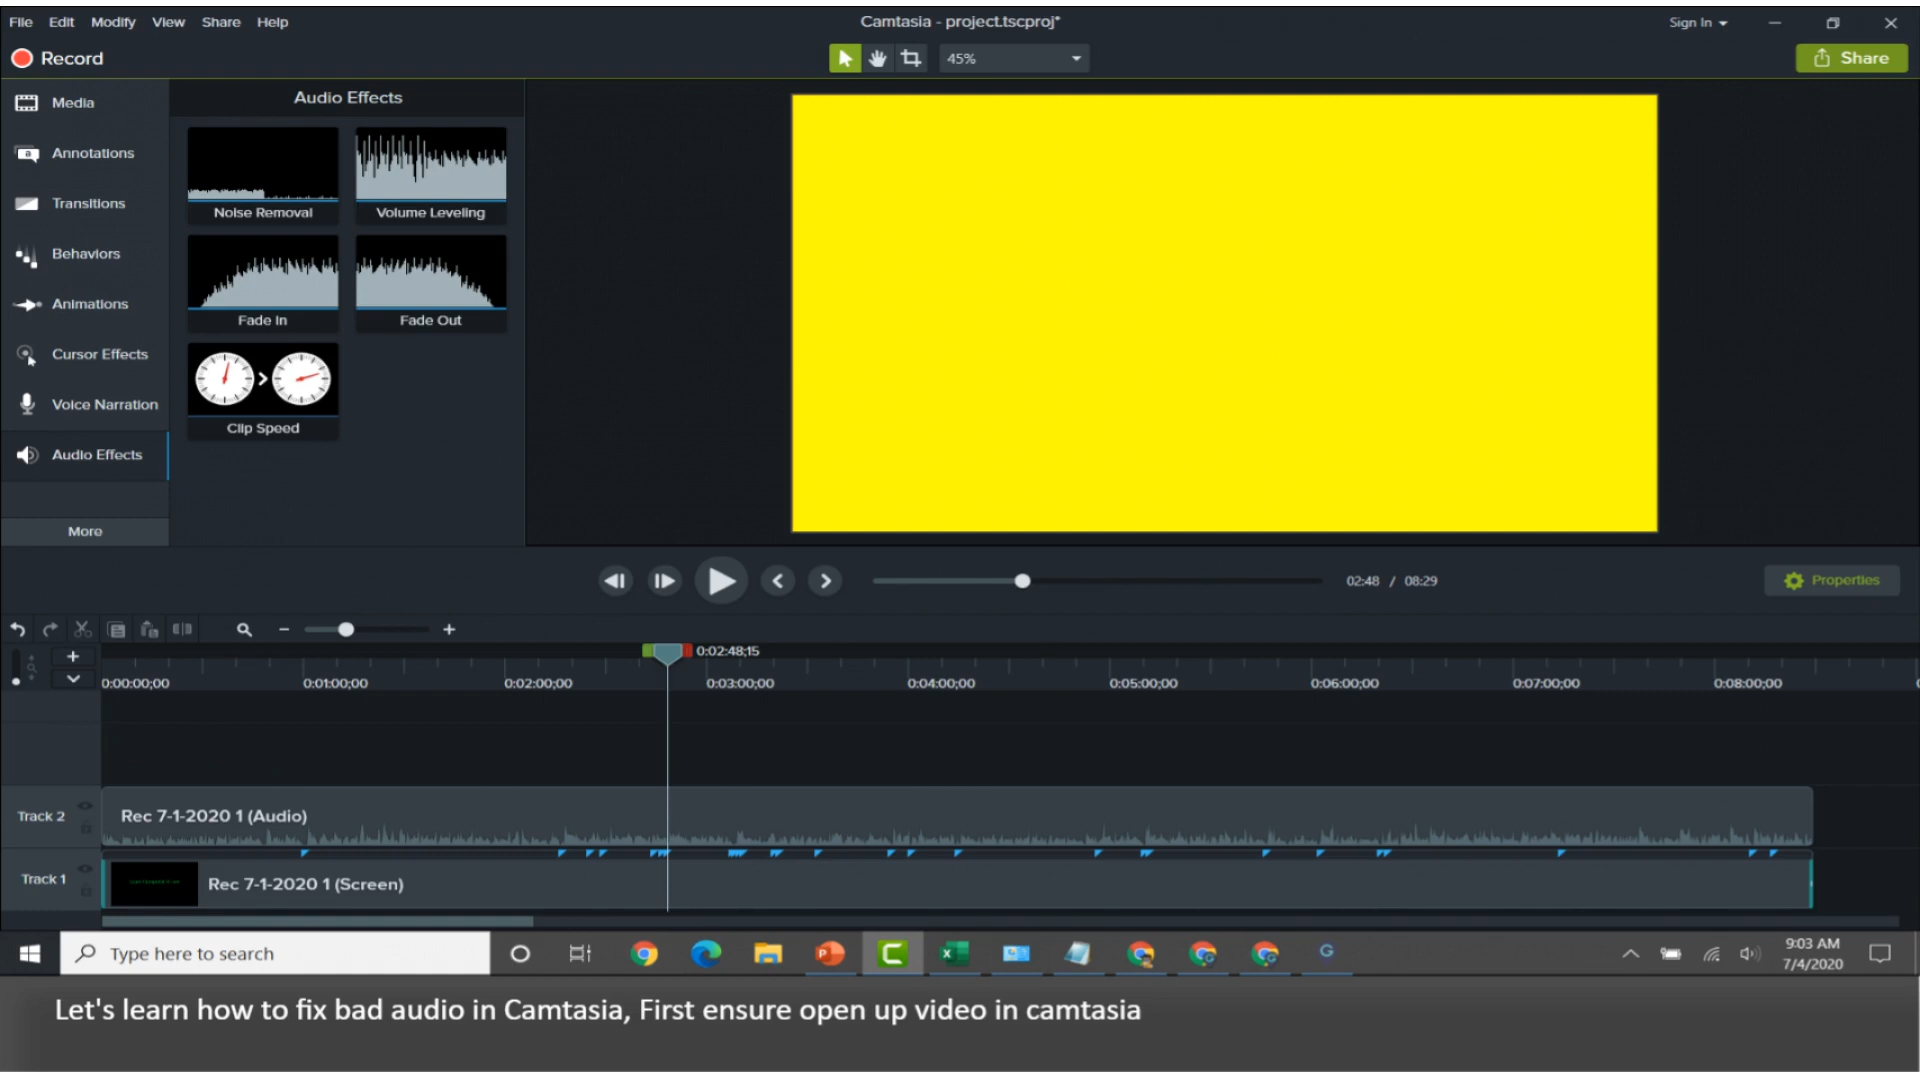 File Edit Modify View Share Help
Camtasia - project.tscproj*
Sign In
Record
45%
Share
Media
Annotations
Transitions
Behaviors
Animations
Cursor Effects
Voice Narration
Audio Effects
More
Audio Effects
Noise Removal Volume Leveling
Fade In Fade Out
Clip Speed
02:48 / 08:29
Properties
0:02:48;15
0:00:00;00 0:01:00;00 0:02:00;00 0:03:00;00 0:04:00;00 0:05:00;00 0:06:00;00 0:07:00;00 0:08:00;00
Track 2
Rec 7-1-2020 1 (Audio)
Track 1
Rec 7-1-2020 1 (Screen)
Type here to search
9:03 AM
7/4/2020
Let's learn how to fix bad audio in Camtasia, First ensure open up video in camtasia